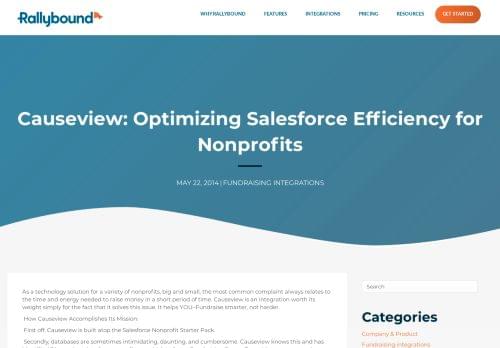 Rallybound
WHY RALLYBOUND
FEATURES
INTEGRATIONS
PRICING
RESOURCES
GET STARTED
Causeview: Optimizing Salesforce Efficiency for
Nonprofits
MAY 22, 2014 | FUNDRAISING INTEGRATIONS
As a technology solution for a variety of nonprofits, big and small, the most common complaint always relates to
the time and energy needed to raise money in a short period of time. Causeview is an integration worth its
weight simply for the fact that it solves this issue. It helps YOU–Fundraise smarter, not harder.
How Causeview Accomplishes Its Mission:
First off: Causeview is built atop the Salesforce Nonprofit Starter Pack.
Secondly, databases are sometimes intimidating, daunting, and cumbersome. Causeview knows this and has
Search
Categories
Company & Product
Fundraising Integrations